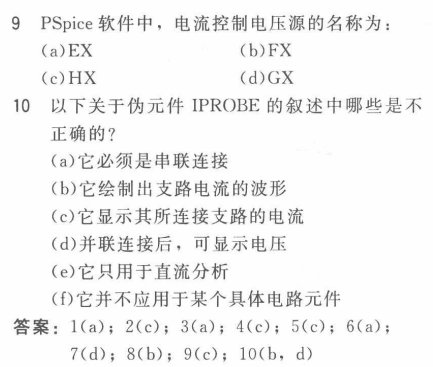 9 PSpice 软件中，电流控制电压源的名称为：
(a)EX (b)FX
(c)HX (d)GX
10 以下关于伪元件 IPROBE 的叙述中哪些是不
正确的？
(a)它必须是串联连接
(b)它绘制出支路电流的波形
(c)它显示其所连接支路的电流
(d)并联连接后，可显示电压
(e)它只用于直流分析
(f)它并不应用于某个具体电路元件
答案：1(a)；2(c)；3(a)；4(c)；5(c)；6(a)；
7(d)；8(b)；9(c)；10(b，d)